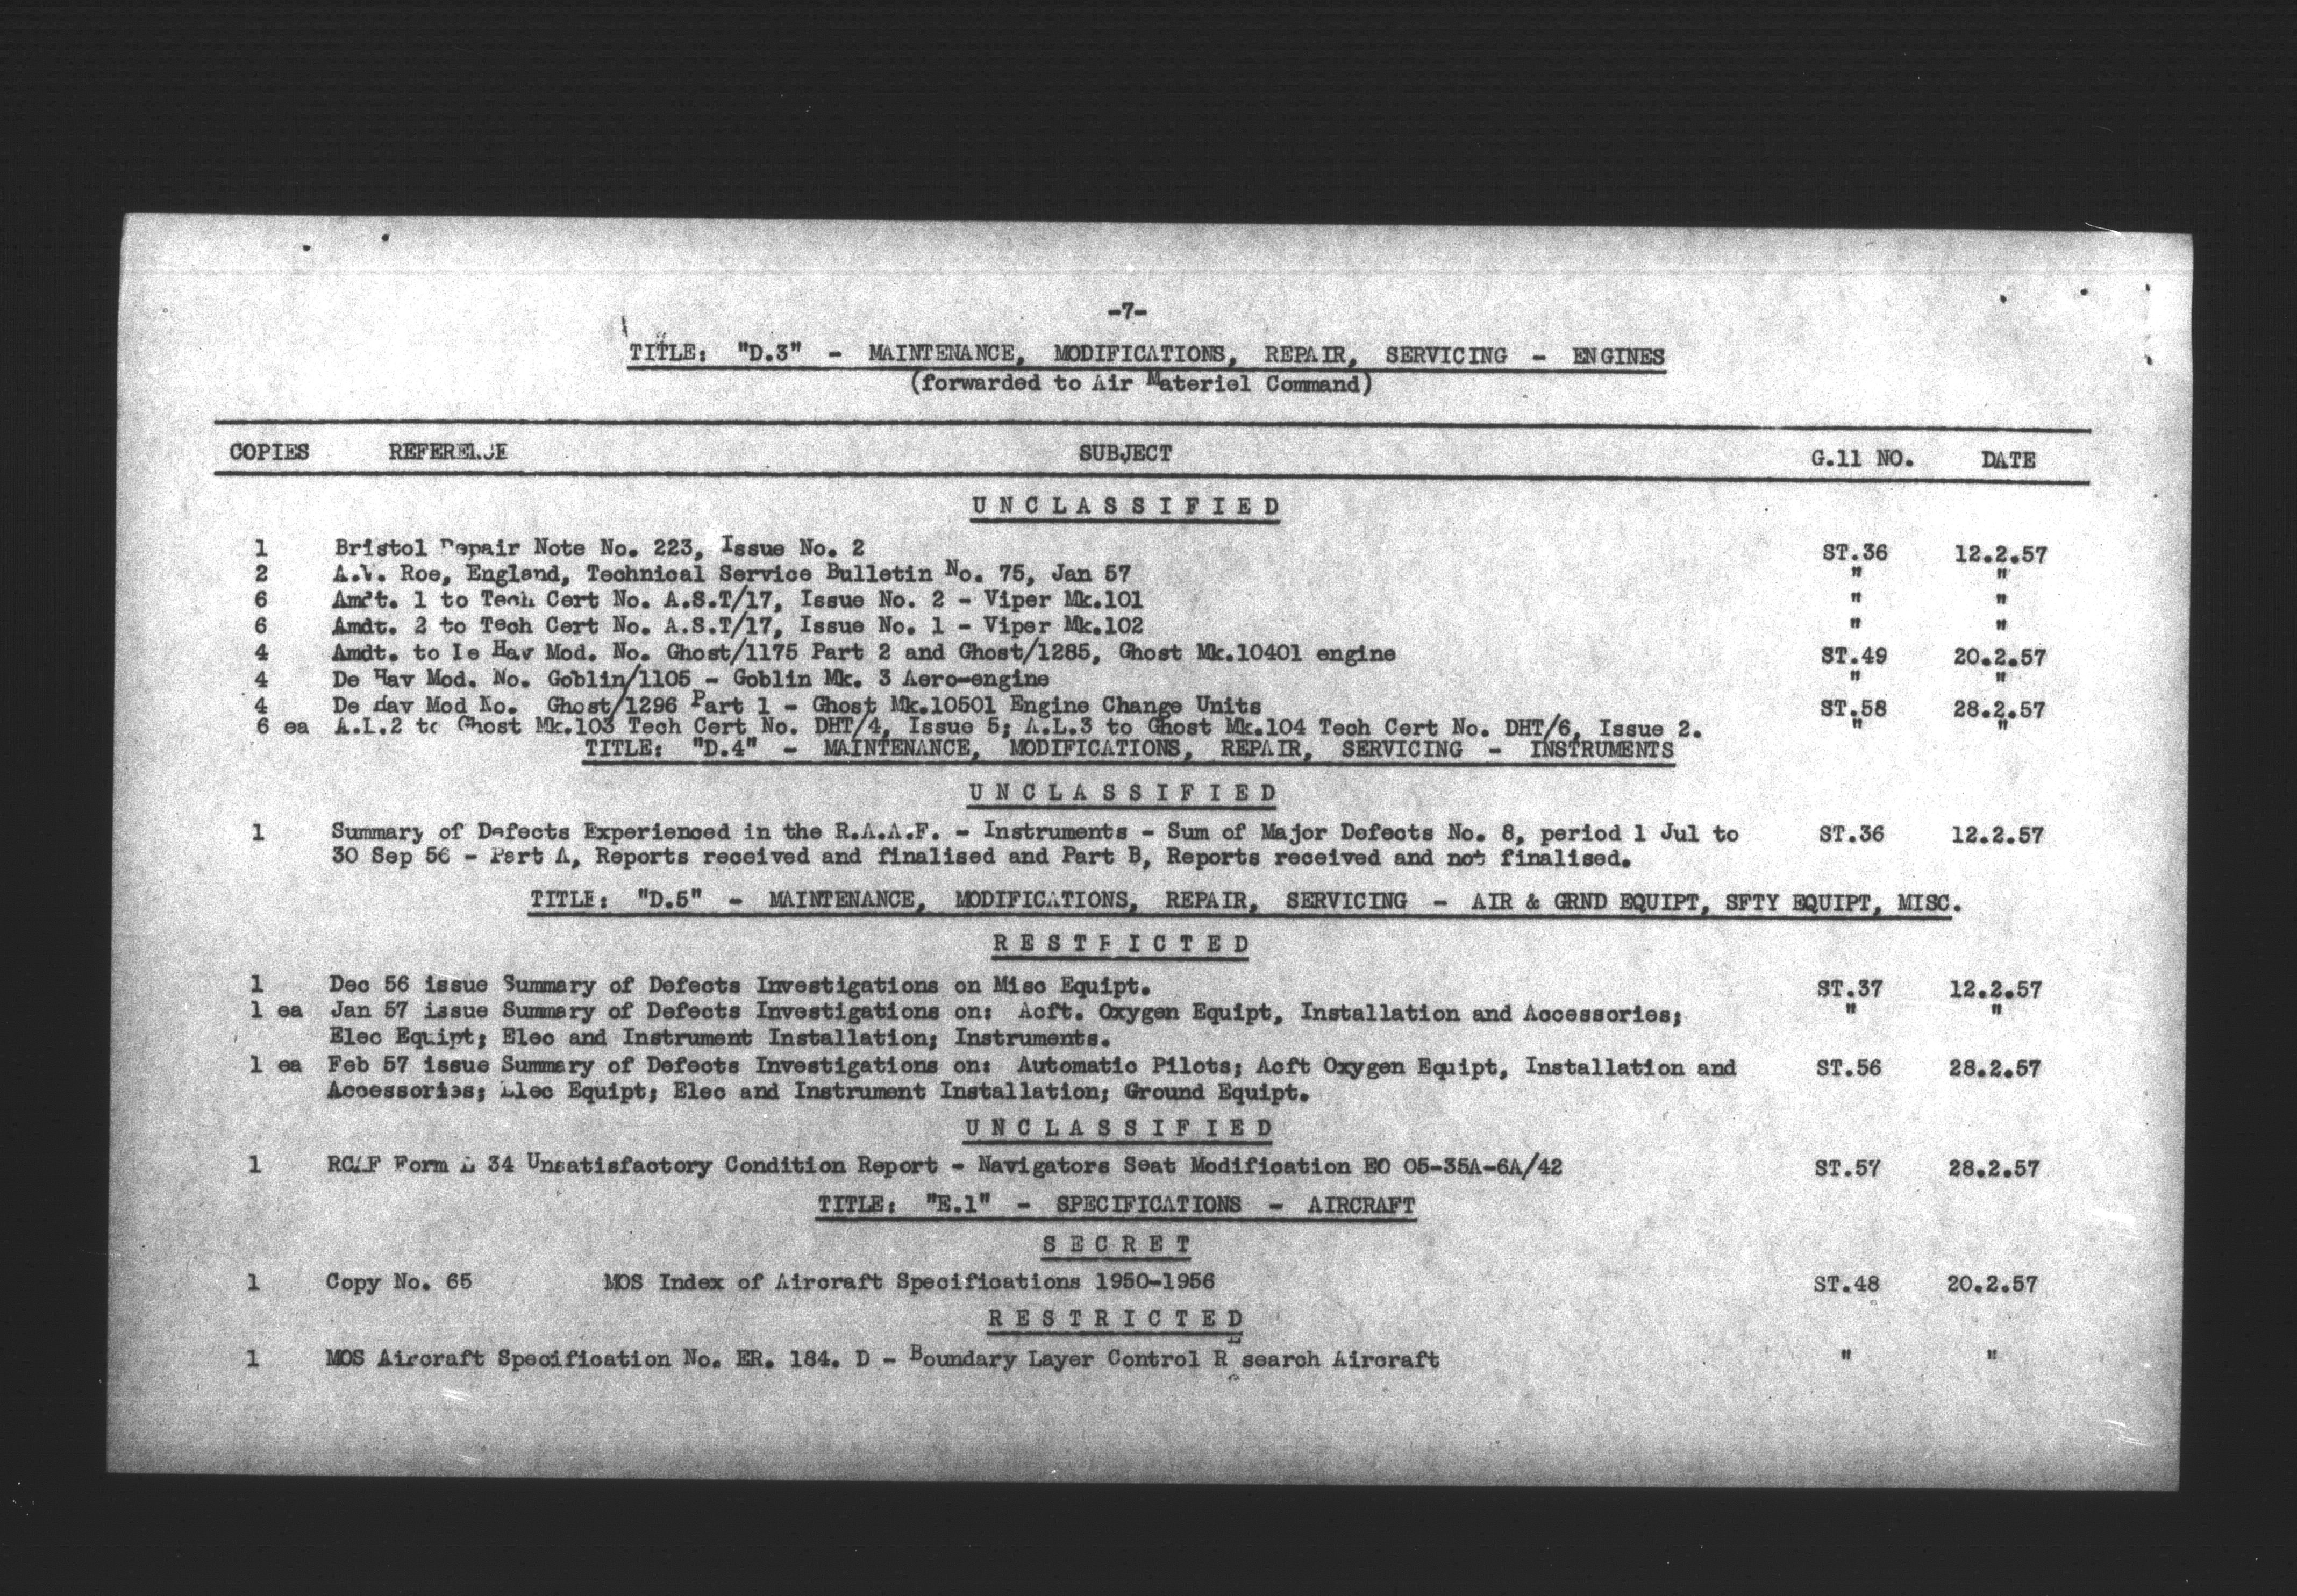 -7-
TITLE: "D.3" - MAINTENANCE, MODIFICATIONS, REPAIR, SERVICING - ENGINES
(forwarded to Air Materiel Command)
COPIES REFERENCE SUBJECT G.11 NO. DATE
UNCLASSIFIED
1 Bristol Repair Note No. 223, Issue No. 2 ST.36 12.2.57
2 A.V. Roe, England, Technical Service Bulletin No. 75, Jan 57 " "
6 Amdt. 1 to Tech Cert No. A.S.T/17, Issue No. 2 - Viper Mk.101 " "
6 Amdt. 2 to Tech Cert No. A.S.T/17, Issue No. 1 - Viper Mk.102 " "
4 Amdt. to De Hav Mod. No. Ghost/1175 Part 2 and Ghost/1285, Ghost Mk.10401 engine ST.49 20.2.57
4 De Hav Mod. No. Goblin/1105 - Goblin Mk. 3 Aero-engine " "
4 De Hav Mod No. Ghost/1296 Part 1 - Ghost Mk.10501 Engine Change Units ST.58 28.2.57
6 ea A.L.2 to Ghost Mk.103 Tech Cert No. DHT/4, Issue 5; A.L.3 to Ghost Mk.104 Tech Cert No. DHT/6, Issue 2. " "
TITLE: "D.4" - MAINTENANCE, MODIFICATIONS, REPAIR, SERVICING - INSTRUMENTS
UNCLASSIFIED
1 Summary of Defects Experienced in the R.A.A.F. - Instruments - Sum of Major Defects No. 8, period 1 Jul to ST.36 12.2.57
30 Sep 56 - Part A, Reports received and finalised and Part B, Reports received and not finalised.
TITLE: "D.5" - MAINTENANCE, MODIFICATIONS, REPAIR, SERVICING - AIR & GRND EQUIPT, SFTY EQUIPT, MISC.
RESTRICTED
1 Dec 56 issue Summary of Defects Investigations on Misc Equipt. ST.37 12.2.57
1 ea Jan 57 issue Summary of Defects Investigations on: Acft. Oxygen Equipt, Installation and Accessories; " "
Elec Equipt; Elec and Instrument Installation; Instruments.
1 ea Feb 57 issue Summary of Defects Investigations on: Automatic Pilots; Acft Oxygen Equipt, Installation and ST.56 28.2.57
Accessories; Elec Equipt; Elec and Instrument Installation; Ground Equipt.
UNCLASSIFIED
1 RCAF Form 34 Unsatisfactory Condition Report - Navigators Seat Modification EO 05-35A-6A/42 ST.57 28.2.57
TITLE: "E.1" - SPECIFICATIONS - AIRCRAFT
SECRET
1 Copy No. 65 MOS Index of Aircraft Specifications 1950-1956 ST.48 20.2.57
RESTRICTED
1 MOS Aircraft Specification No. ER. 184. D - Boundary Layer Control Research Aircraft " "